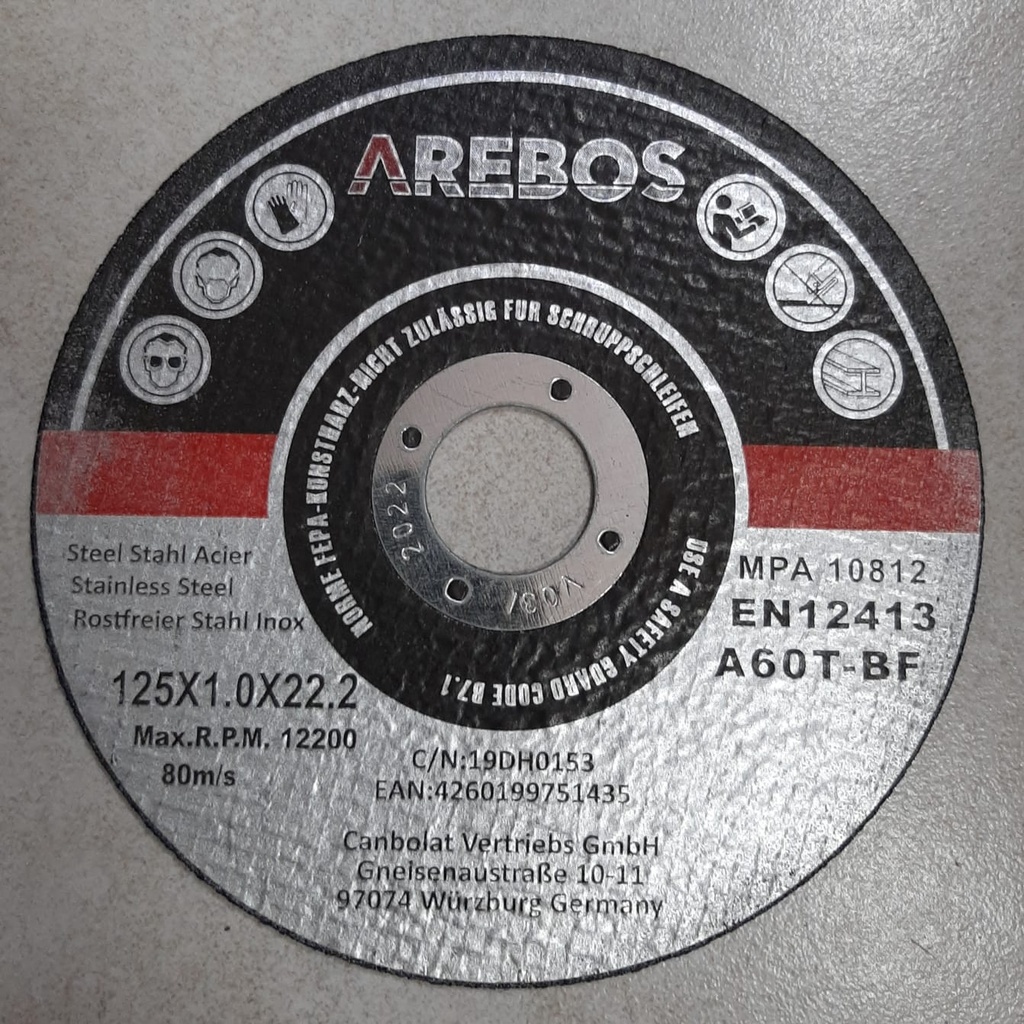 AREBOS
NORME FEPA-KUNSTHARZ-NICHT ZULÄSSIG FUR SCHRUPPSCHLEIFEN
USE A SAFETY GUARD CODE B7.1
2022
V03/
Steel Stahl Acier
Stainless Steel
Rostfreier Stahl Inox
125X1.0X22.2
Max.R.P.M. 12200
80m/s
MPA 10812
EN12413
A60T-BF
C/N:19DH0153
EAN:4260199751435
Canbolat Vertriebs GmbH
Gneisenaustraße 10-11
97074 Würzburg Germany